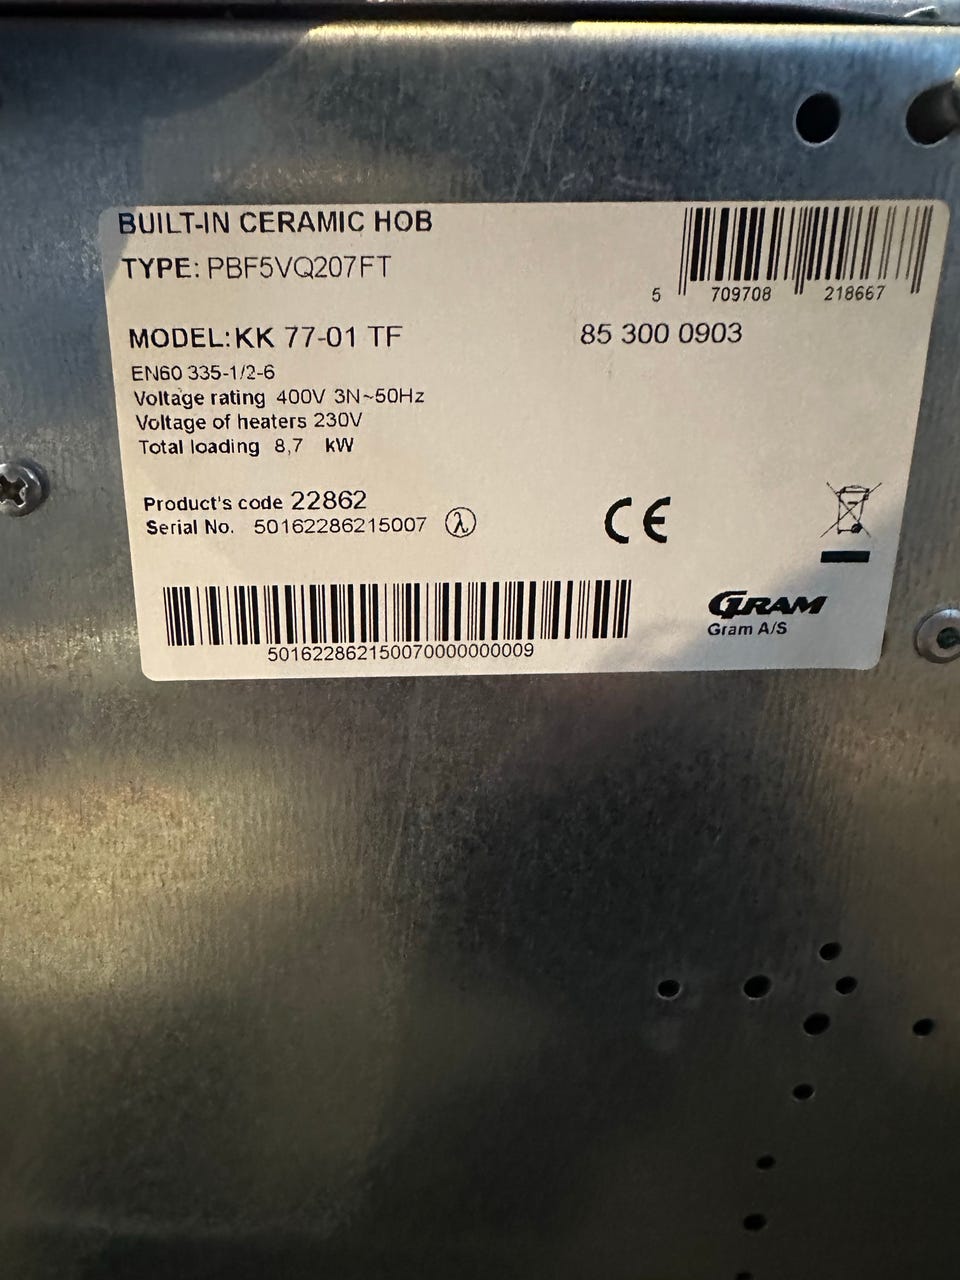 BUILT-IN CERAMIC HOB
TYPE: PBF5VQ207FT
5 709708 218667
MODEL: KK 77-01 TF 85 300 0903
EN60 335-1/2-6
Voltage rating 400V 3N~50Hz
Voltage of heaters 230V
Total loading 8,7 kW
Product's code 22862
Serial No. 50162286215007 λ
CE
GRAM
Gram A/S
5016228621500700000000009